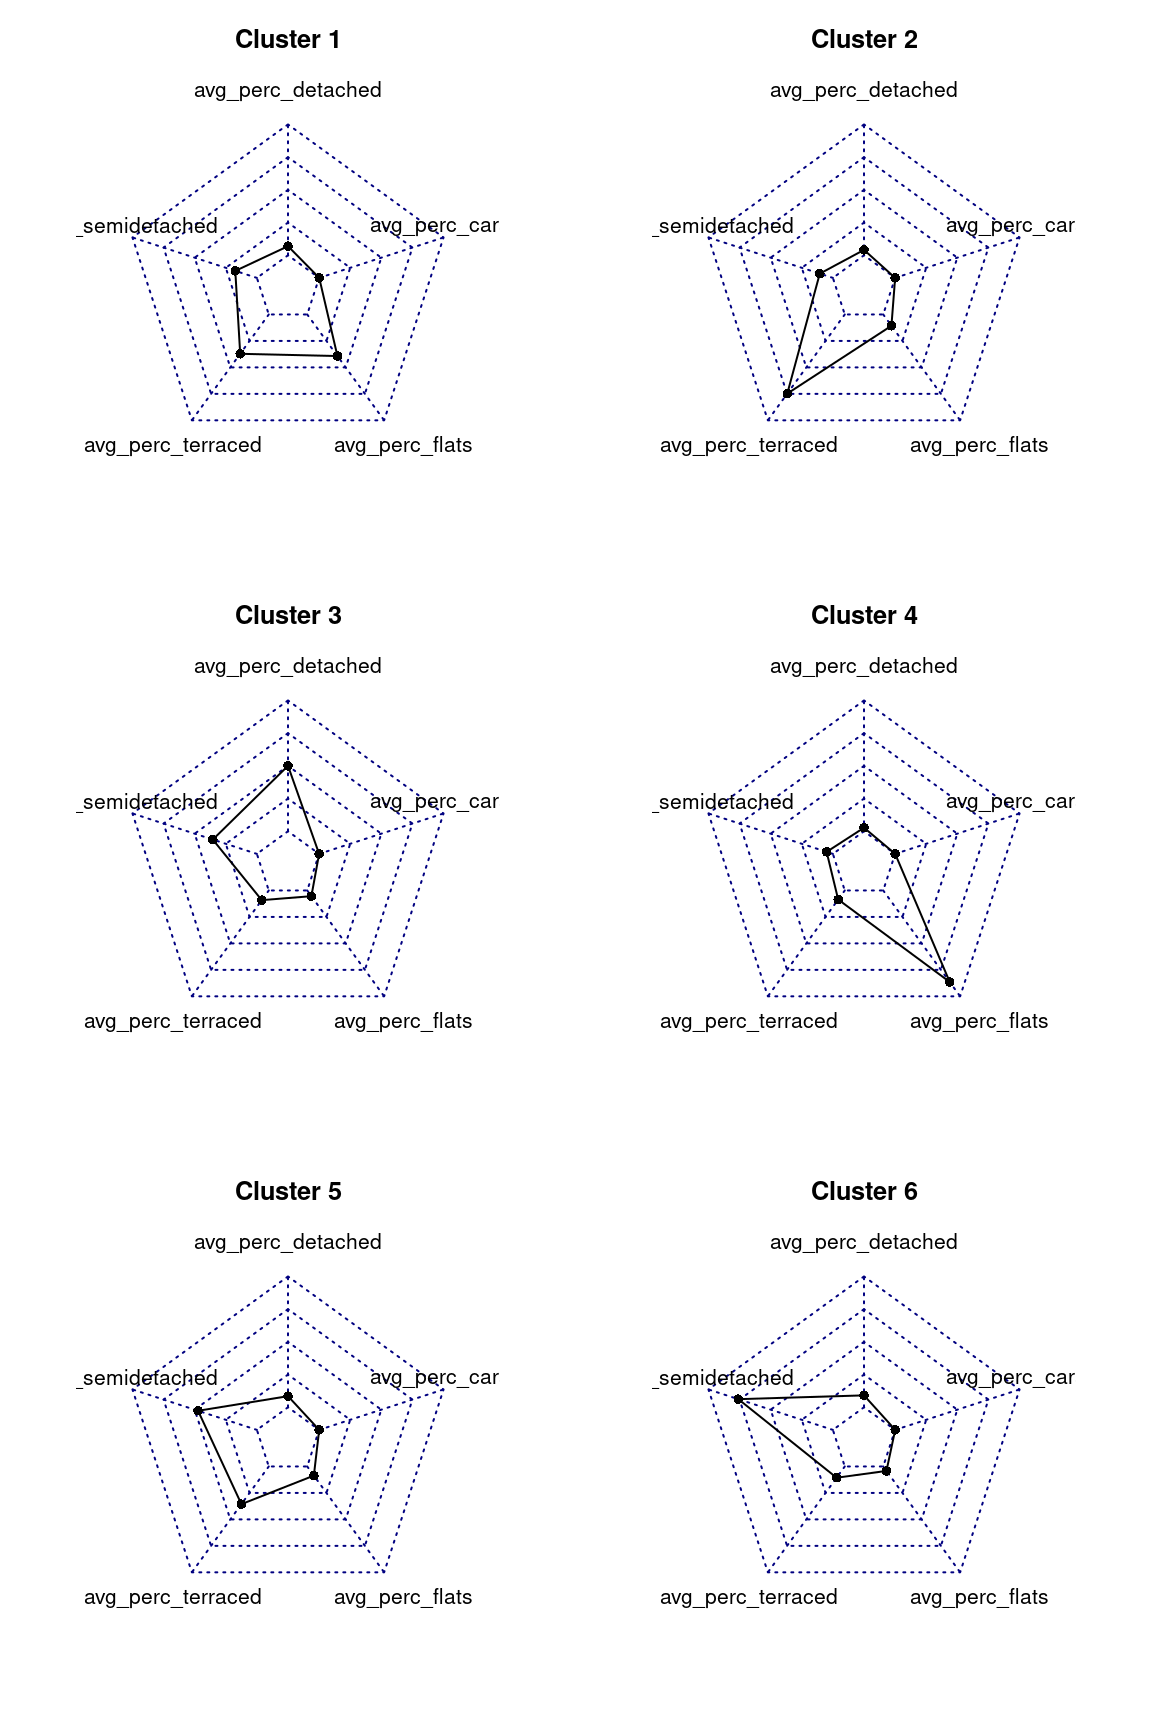 Cluster 1
avg_perc_detached
_semidetached
avg_perc_car
avg_perc_terraced
avg_perc_flats
Cluster 2
avg_perc_detached
_semidetached
avg_perc_car
avg_perc_terraced
avg_perc_flats
Cluster 3
avg_perc_detached
_semidetached
avg_perc_car
avg_perc_terraced
avg_perc_flats
Cluster 4
avg_perc_detached
_semidetached
avg_perc_car
avg_perc_terraced
avg_perc_flats
Cluster 5
avg_perc_detached
_semidetached
avg_perc_car
avg_perc_terraced
avg_perc_flats
Cluster 6
avg_perc_detached
_semidetached
avg_perc_car
avg_perc_terraced
avg_perc_flats